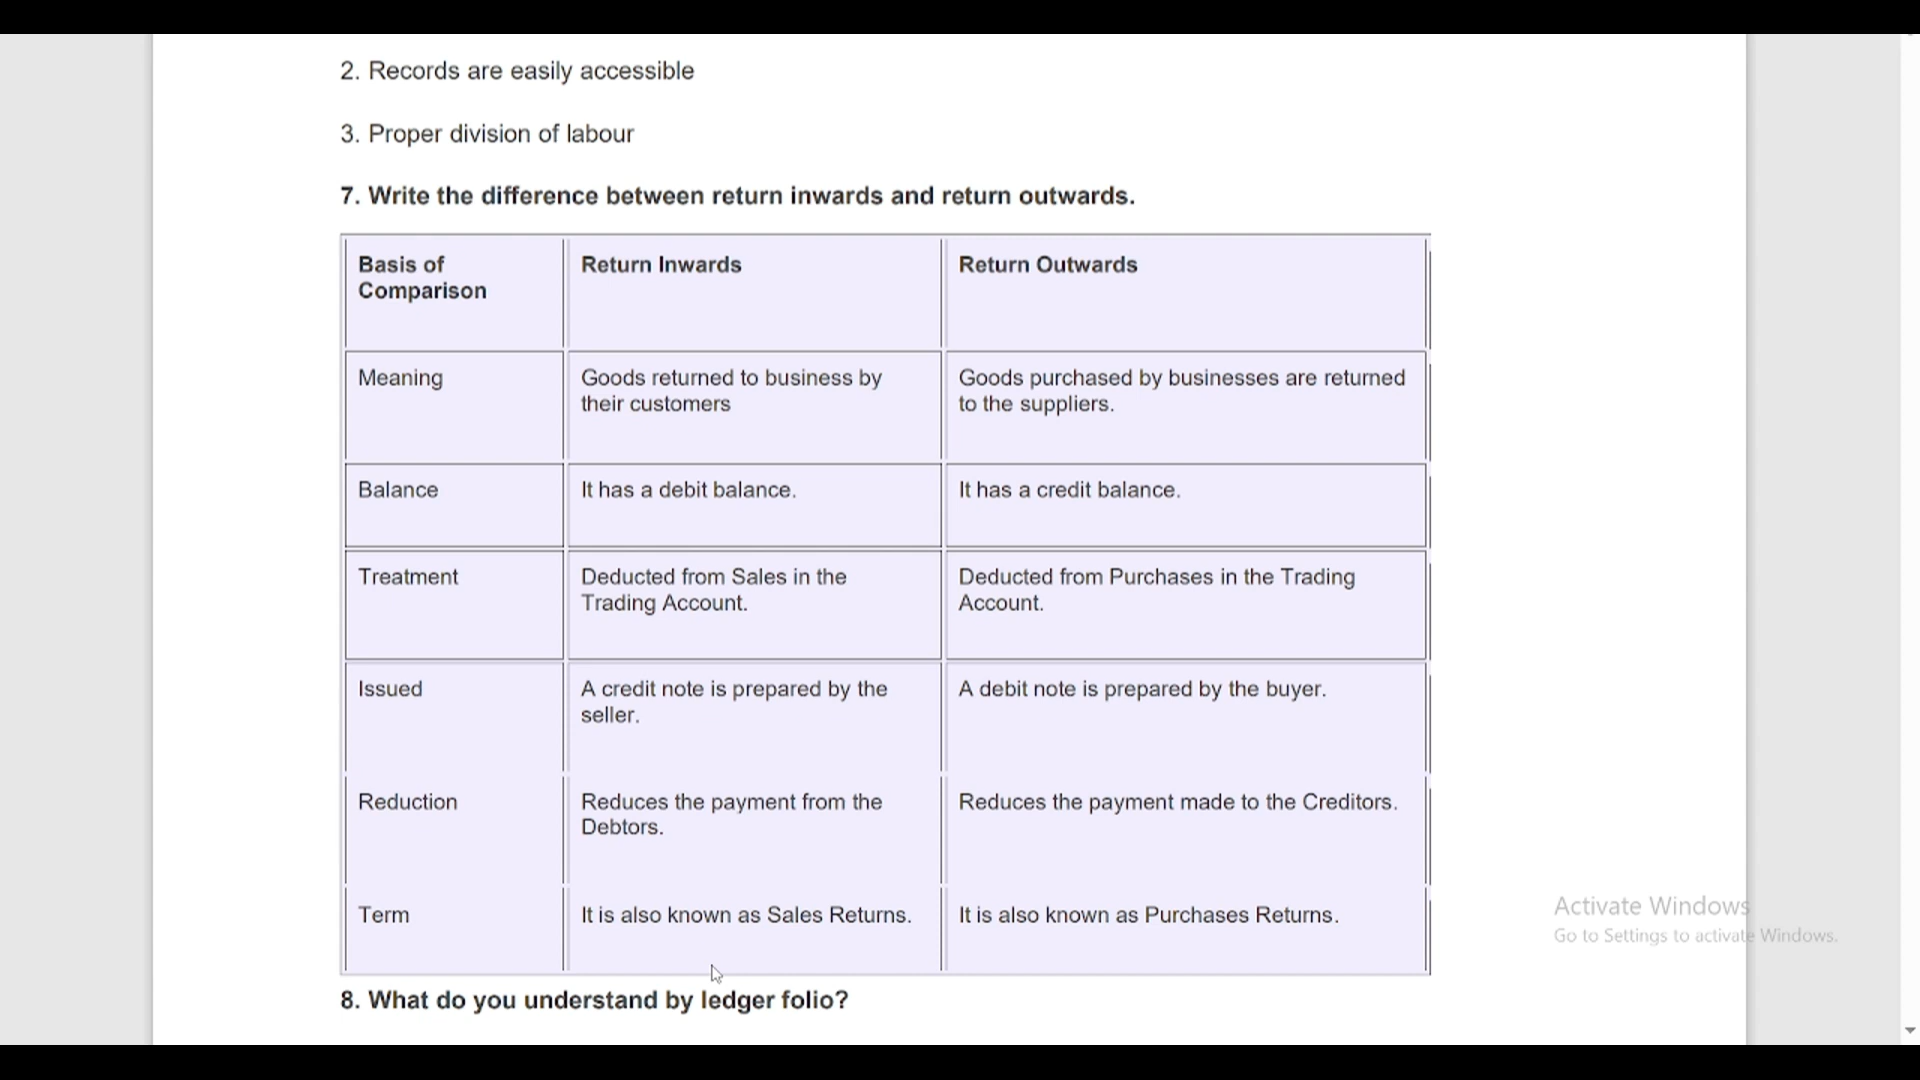 2. Records are easily accessible
3. Proper division of labour
7. Write the difference between return inwards and return outwards.
Basis of
Comparison
Return Inwards
Return Outwards
Meaning
Goods returned to business by
their customers
Goods purchased by businesses are returned
to the suppliers.
Balance
It has a debit balance.
It has a credit balance.
Treatment
Deducted from Sales in the
Trading Account.
Deducted from Purchases in the Trading
Account.
Issued
A credit note is prepared by the
seller.
A debit note is prepared by the buyer.
Reduction
Reduces the payment from the
Debtors.
Reduces the payment made to the Creditors.
Term
It is also known as Sales Returns.
It is also known as Purchases Returns.
8. What do you understand by ledger folio?
Activate Windows
Go to Settings to activate Windows.